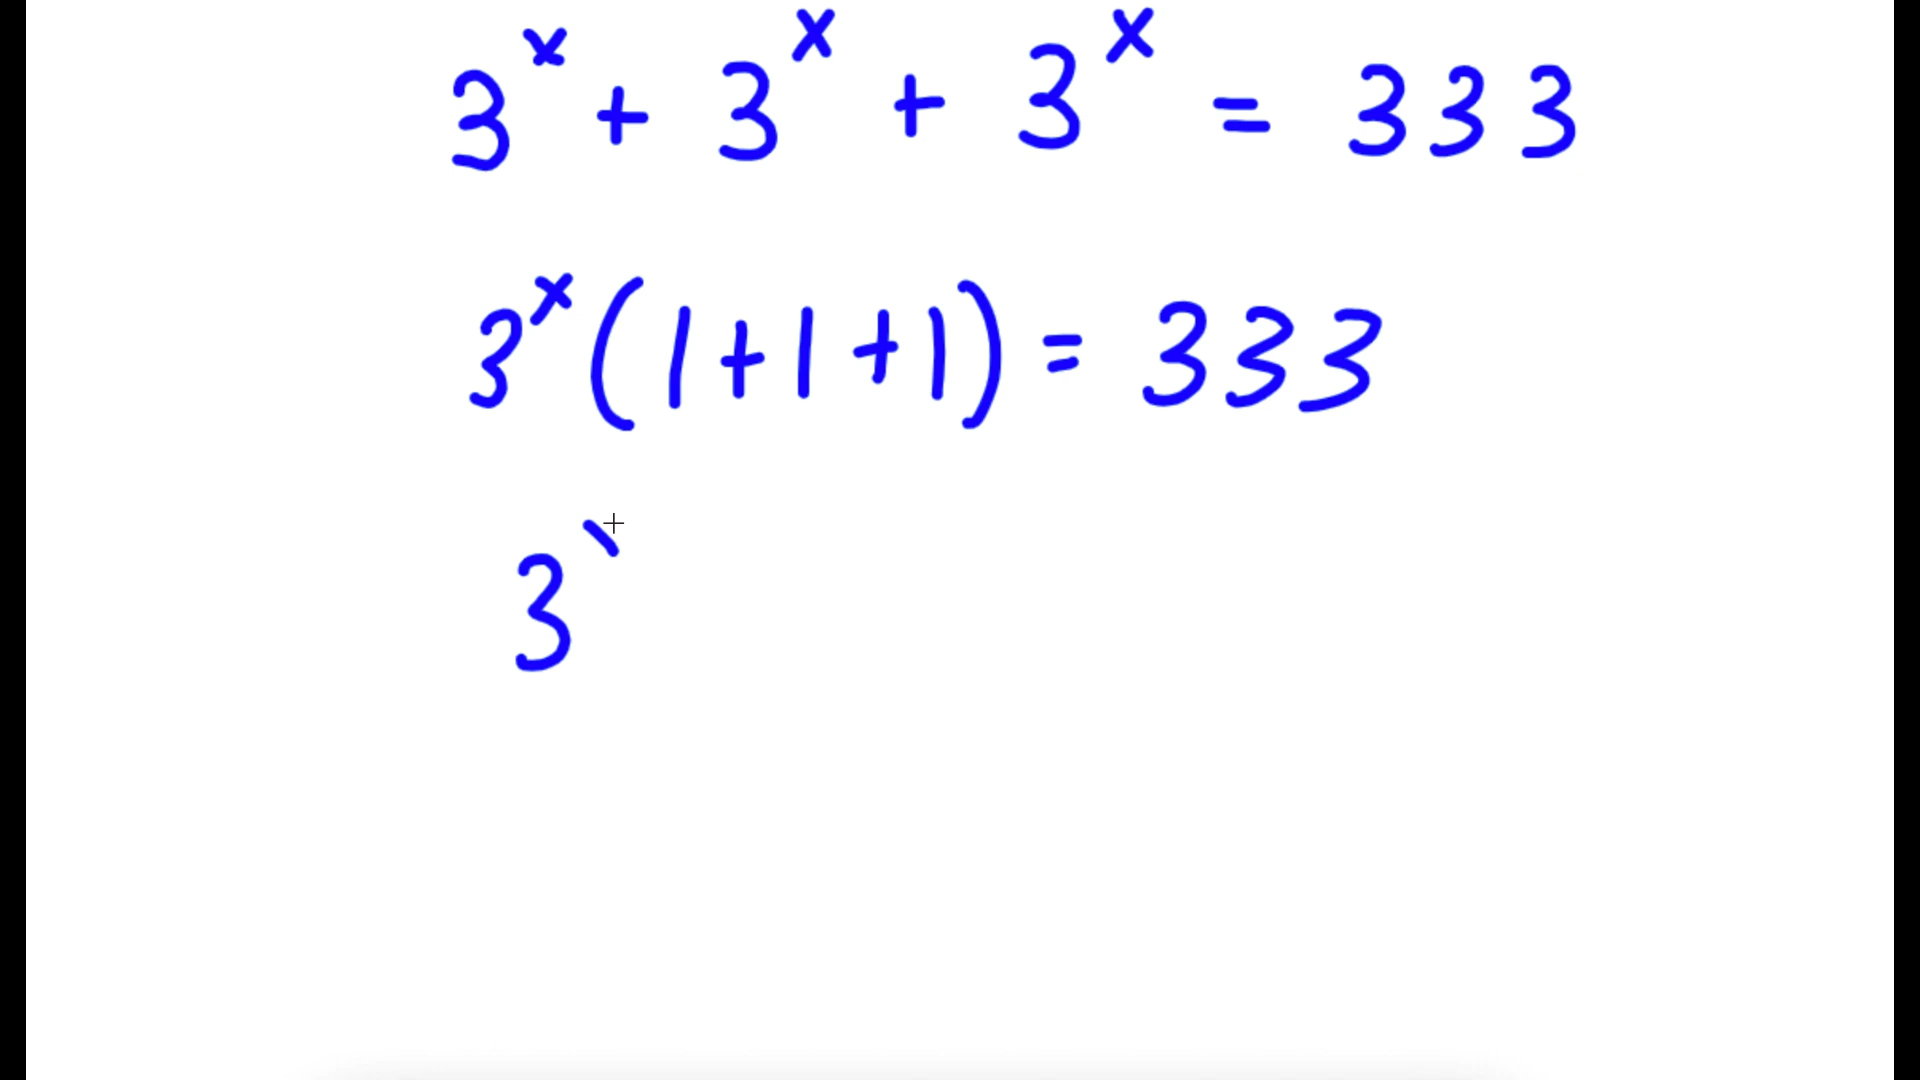 3^x + 3^x + 3^x = 333
3^x (1 + 1 + 1) = 333
3